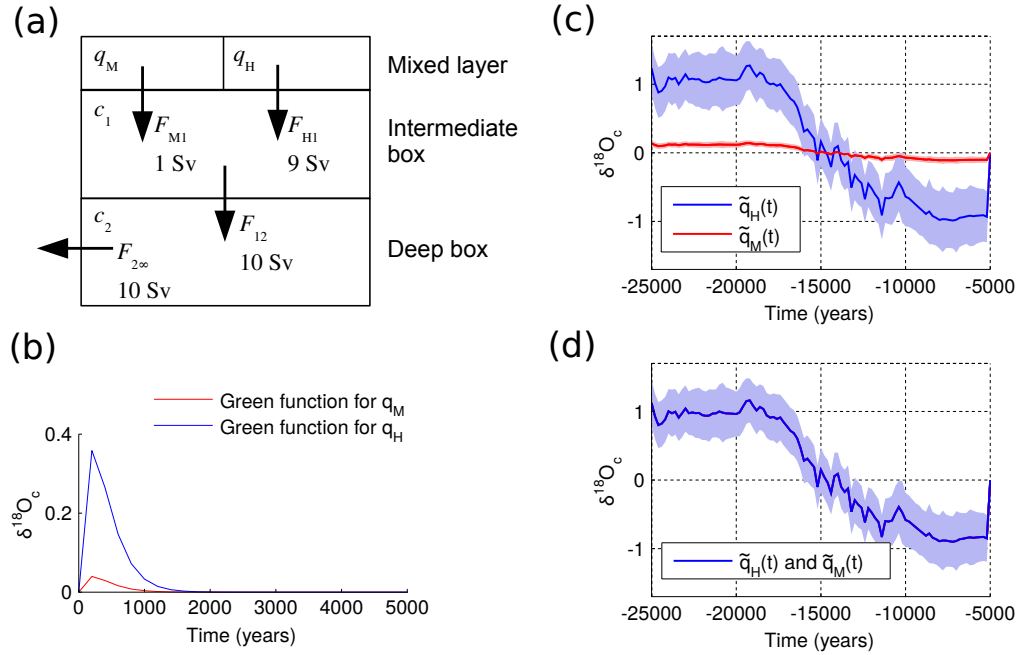 (a)
q_M
q_H
Mixed layer
c_1
F_M1
1 Sv
F_H1
9 Sv
Intermediate
box
c_2
F_12
10 Sv
F_2∞
10 Sv
Deep box
(b)
Green function for q_M
Green function for q_H
0.4
0.2
0
δ¹⁸O_c
0 1000 2000 3000 4000 5000
Time (years)
(c)
1
0
-1
δ¹⁸O_c
q̃_H(t)
q̃_M(t)
-25000 -20000 -15000 -10000 -5000
Time (years)
(d)
1
0
-1
δ¹⁸O_c
q̃_H(t) and q̃_M(t)
-25000 -20000 -15000 -10000 -5000
Time (years)